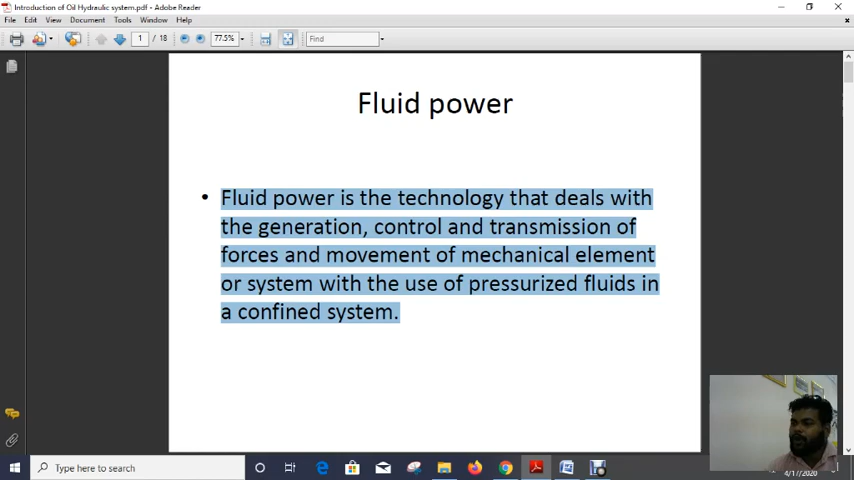 Introduction of Oil Hydraulic system.pdf - Adobe Reader
File Edit View Document Tools Window Help
1 / 18 77.5% Find
Fluid power
• Fluid power is the technology that deals with
the generation, control and transmission of
forces and movement of mechanical element
or system with the use of pressurized fluids in
a confined system.
Type here to search
4/17/2020